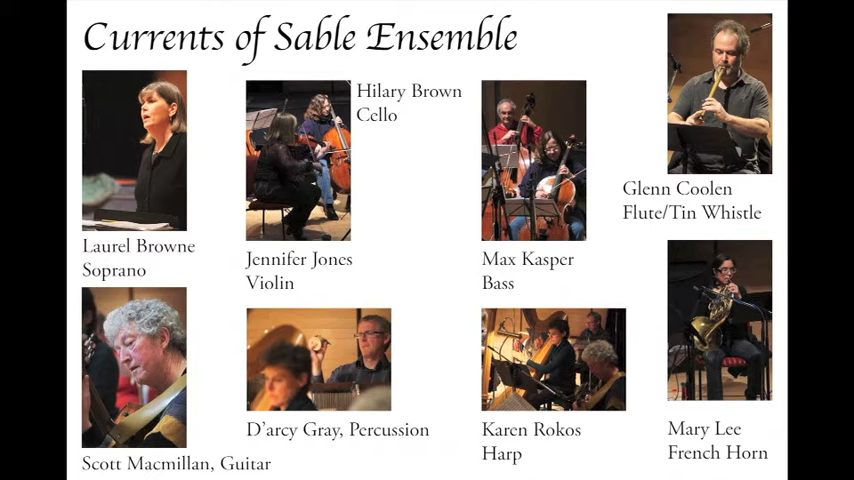 Currents of Sable Ensemble
Hilary Brown
Cello
Glenn Coolen
Flute/Tin Whistle
Laurel Browne
Soprano
Jennifer Jones
Violin
Max Kasper
Bass
D'arcy Gray, Percussion
Karen Rokos
Harp
Mary Lee
French Horn
Scott Macmillan, Guitar